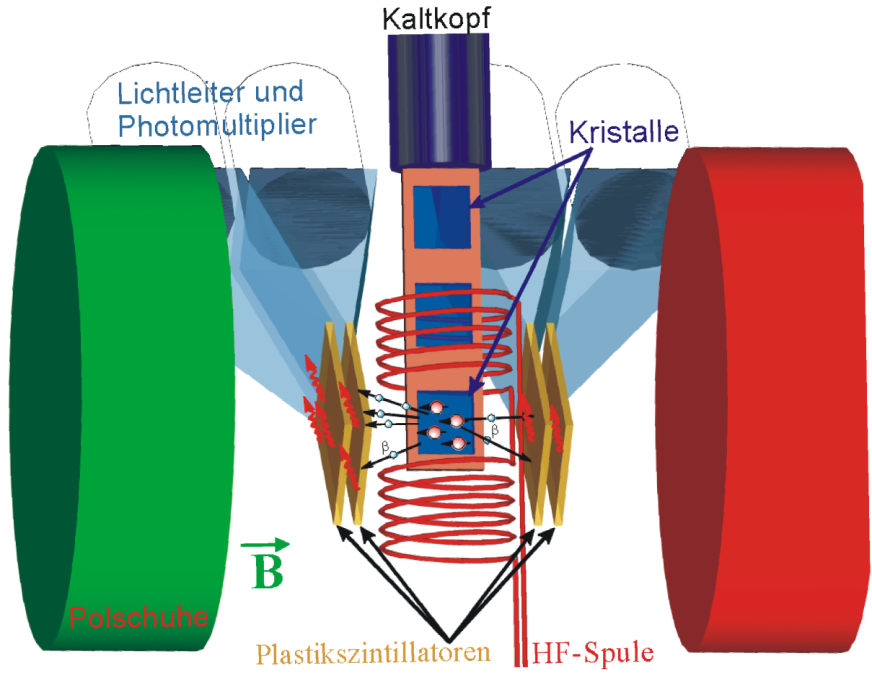 Kaltkopf
Lichtleiter und
Photomultiplier
Kristalle
β
β
B
Polschuhe
Plastikszintillatoren
HF-Spule